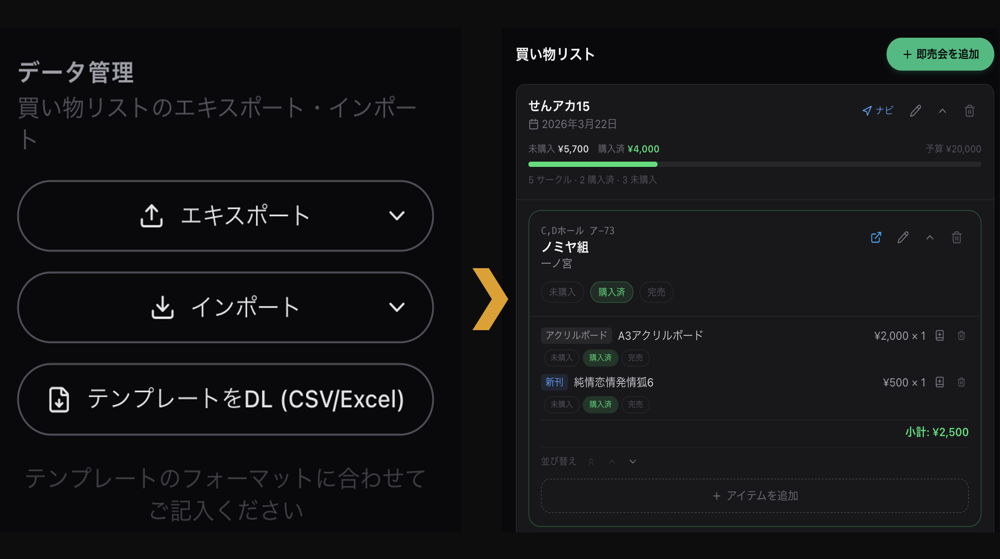 データ管理
買い物リストのエキスポート・インポー
ト
エキスポート
インポート
テンプレートをDL (CSV/Excel)
テンプレートのフォーマットに合わせて
ご記入ください
買い物リスト
+ 即売会を追加
せんアカ15
ナビ
2026年3月22日
未購入 ¥5,700 購入済 ¥4,000
予算 ¥20,000
5 サークル · 2 購入済 · 3 未購入
C,Dホール ア-73
ノミヤ組
一ノ宮
未購入 購入済 完売
アクリルボード A3アクリルボード ¥2,000 × 1
未購入 購入済 完売
新刊 純情恋情発情狐6 ¥500 × 1
未購入 購入済 完売
小計: ¥2,500
並び替え
+ アイテムを追加